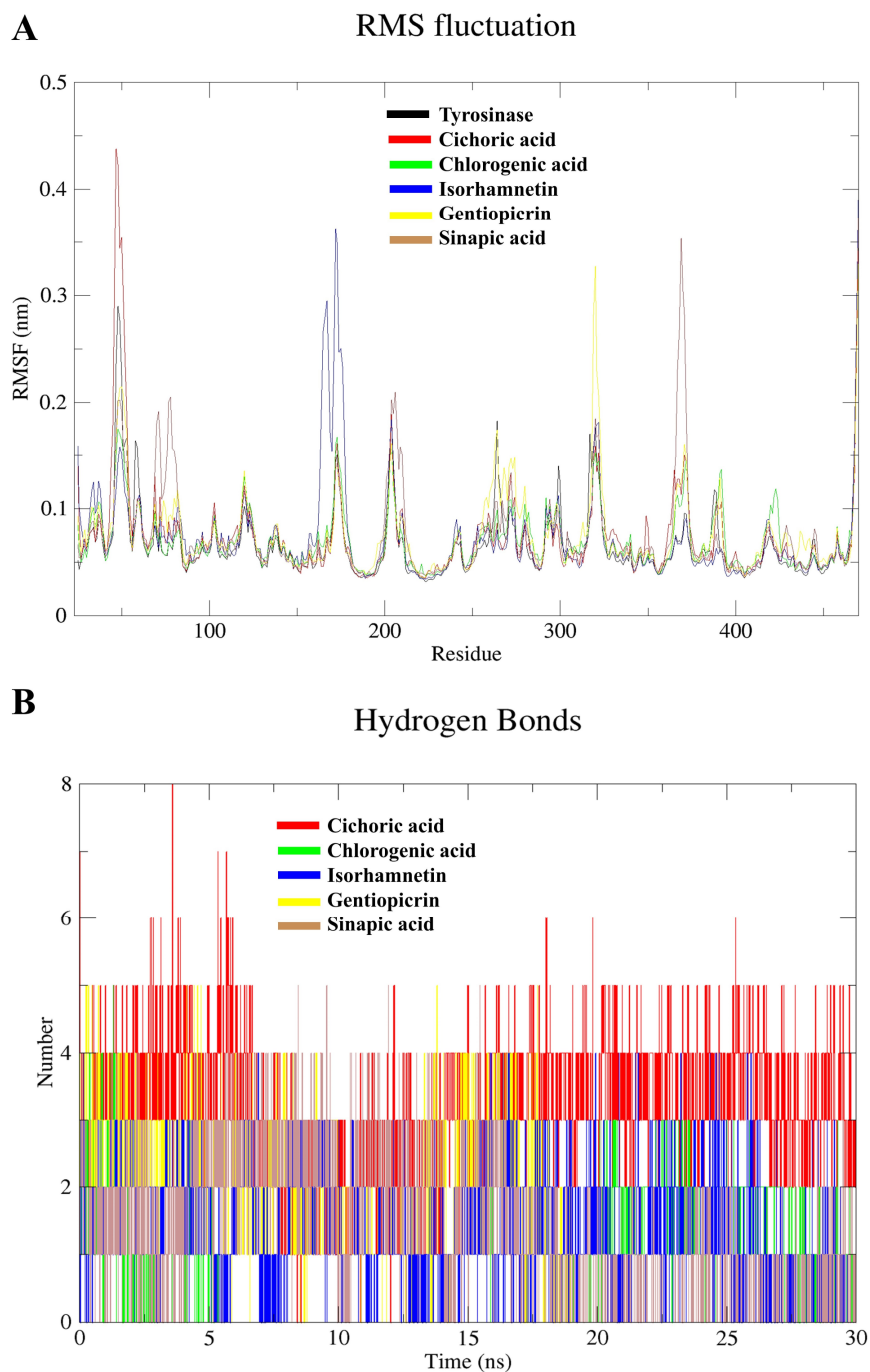 A
RMS fluctuation
0.5
0.4
0.3
0.2
0.1
0
RMSF (nm)
Tyrosinase
Cichoric acid
Chlorogenic acid
Isorhamnetin
Gentiopicrin
Sinapic acid
100
200
300
400
Residue
B
Hydrogen Bonds
8
6
4
2
0
Number
Cichoric acid
Chlorogenic acid
Isorhamnetin
Gentiopicrin
Sinapic acid
0
5
10
15
20
25
30
Time (ns)